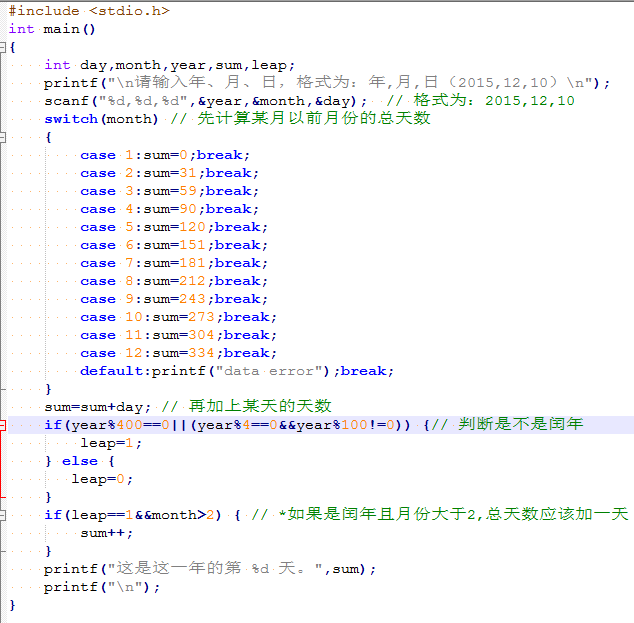 #include <stdio.h>
int main()
{
    int day,month,year,sum,leap;
    printf("\n请输入年、月、日，格式为：年,月,日（2015,12,10）\n");
    scanf("%d,%d,%d",&year,&month,&day);  // 格式为：2015,12,10
    switch(month) // 先计算某月以前月份的总天数
    {
        case 1:sum=0;break;
        case 2:sum=31;break;
        case 3:sum=59;break;
        case 4:sum=90;break;
        case 5:sum=120;break;
        case 6:sum=151;break;
        case 7:sum=181;break;
        case 8:sum=212;break;
        case 9:sum=243;break;
        case 10:sum=273;break;
        case 11:sum=304;break;
        case 12:sum=334;break;
        default:printf("data error");break;
    }
    sum=sum+day; // 再加上某天的天数
    if(year%400==0||(year%4==0&&year%100!=0)) {// 判断是不是闰年
        leap=1;
    } else {
       leap=0;
    }
    if(leap==1&&month>2) { // *如果是闰年且月份大于2,总天数应该加一天
        sum++;
    }
    printf("这是这一年的第 %d 天。",sum);
    printf("\n");
}